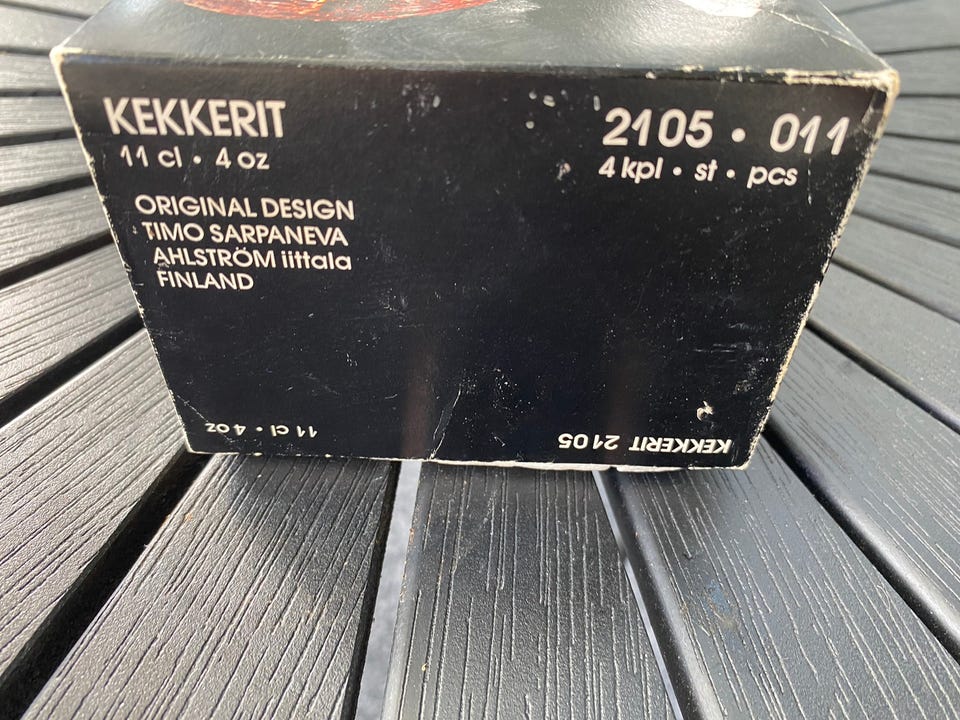 KEKKERIT
11 cl • 4 oz
2105 • 011
4 kpl • st • pcs
ORIGINAL DESIGN
TIMO SARPANEVA
AHLSTRÖM iittala
FINLAND
11 cl • 4 oz
KEKKERIT 2105